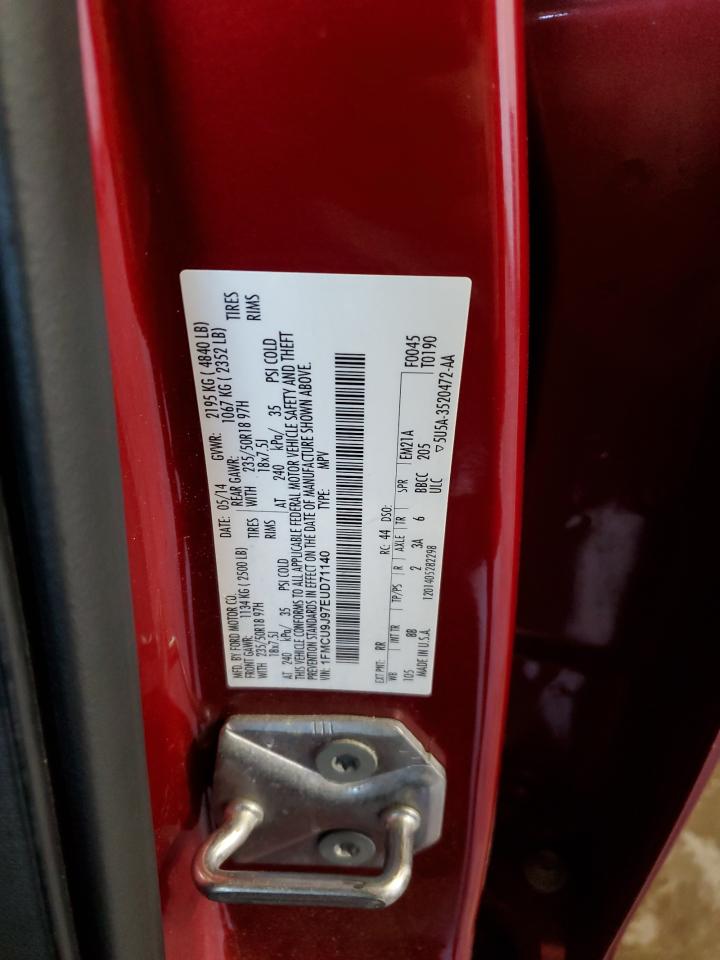 MFD. BY FORD MOTOR CO.
DATE: 05/14 GVWR: 2195 KG ( 4840 LB)
FRONT GAWR: 1134 KG ( 2500 LB) REAR GAWR: 1067 KG ( 2352 LB)
WITH 235/50R18 97H TIRES WITH 235/50R18 97H TIRES
18x7.5J RIMS 18x7.5J RIMS
AT 240 kPa/ 35 PSI COLD AT 240 kPa/ 35 PSI COLD
THIS VEHICLE CONFORMS TO ALL APPLICABLE FEDERAL MOTOR VEHICLE SAFETY AND THEFT
PREVENTION STANDARDS IN EFFECT ON THE DATE OF MANUFACTURE SHOWN ABOVE.
VIN: 1FMCU9J97EUD71140 TYPE: MPV
EXT PNT: RR RC: 44 DSO: F0045
WB INT TR TP/PS R AXLE TR SPR EM21A T0190
105 BB 2 3A 6 BBCC 205
MADE IN U.S.A. 1201405282298 ULC ▽5U5A-3520472-AA